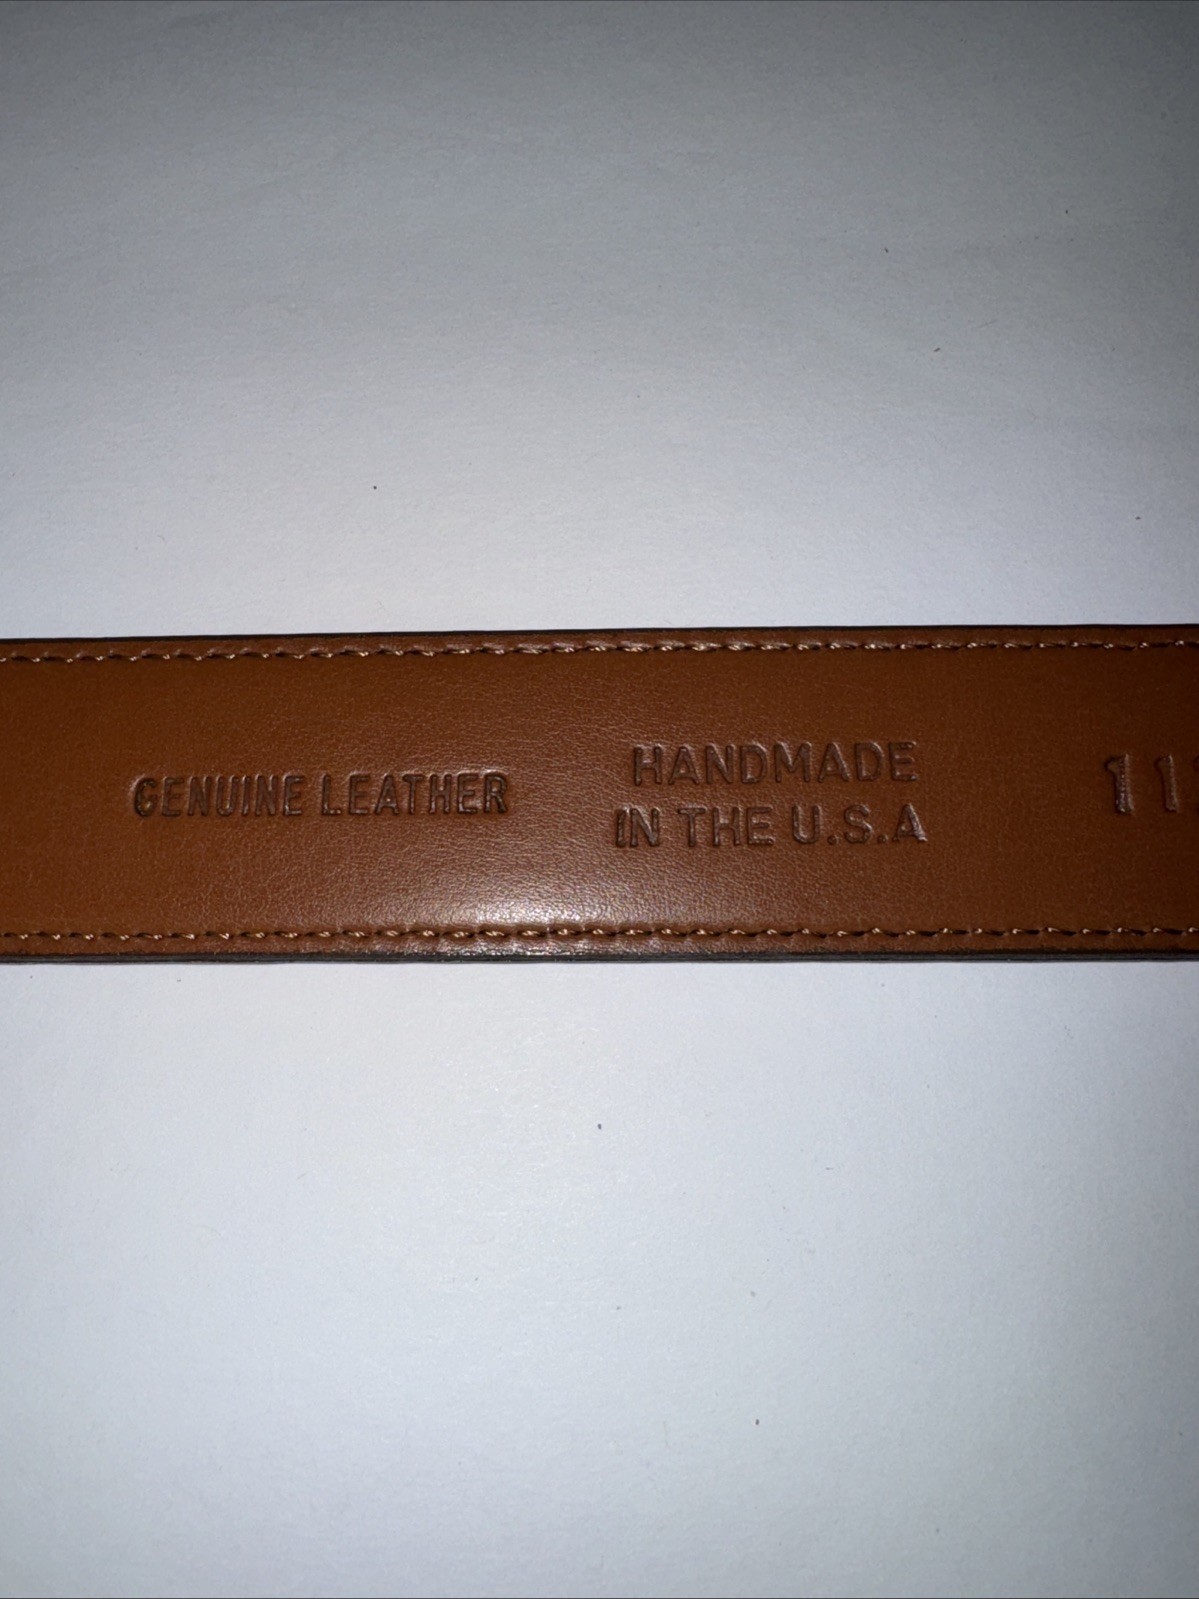 GENUINE LEATHER
HANDMADE
IN THE U.S.A